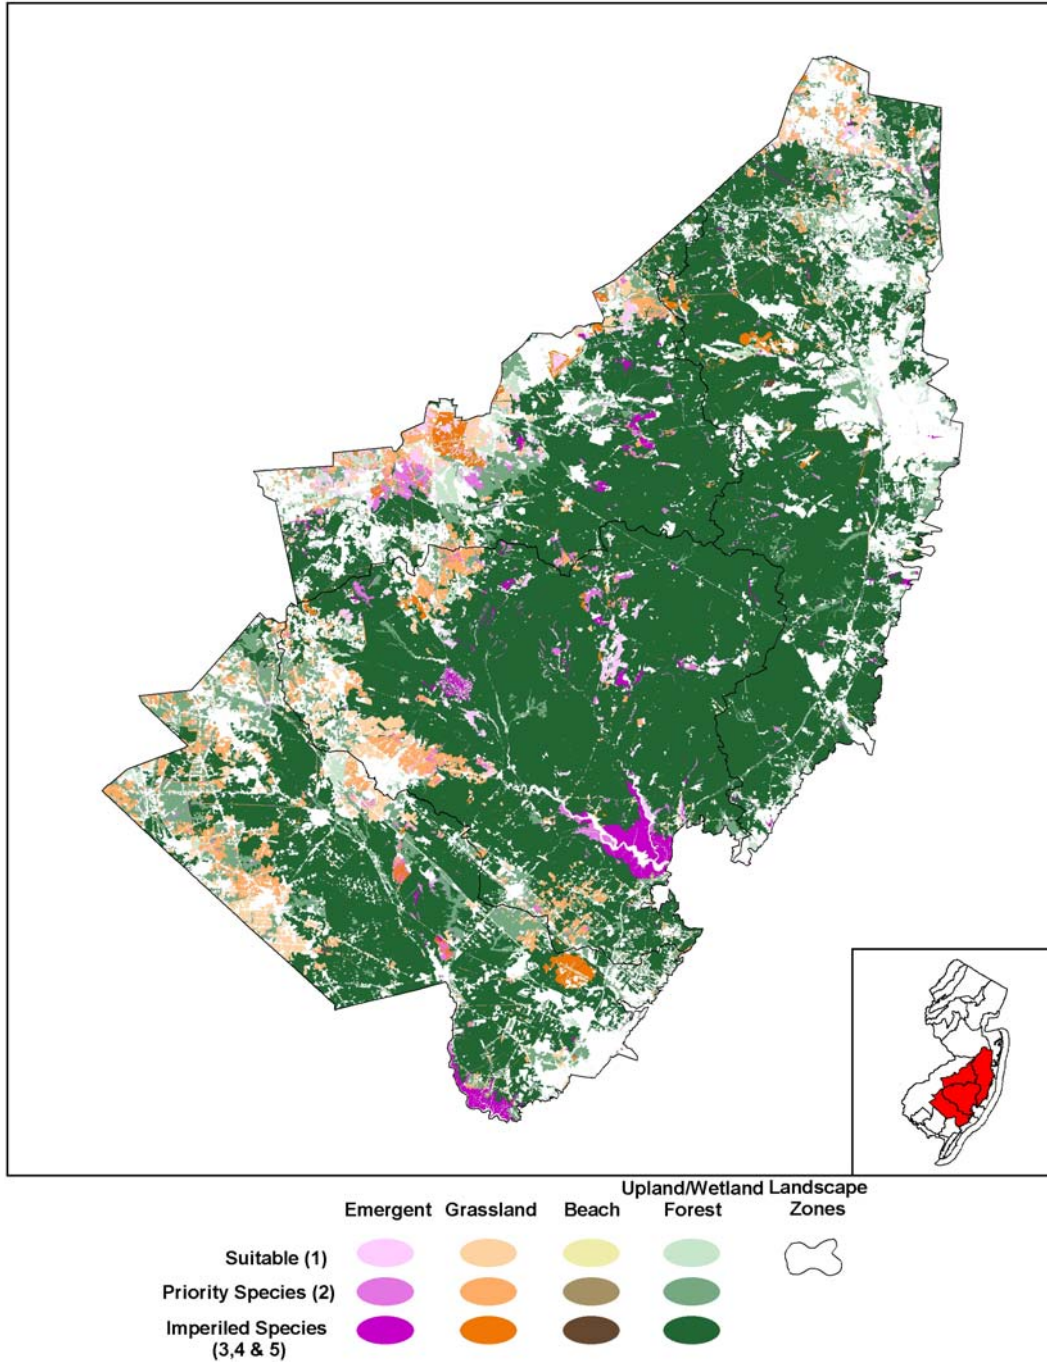 Upland/Wetland Landscape
Emergent Grassland Beach Forest Zones
Suitable (1)
Priority Species (2)
Imperiled Species
(3,4 & 5)